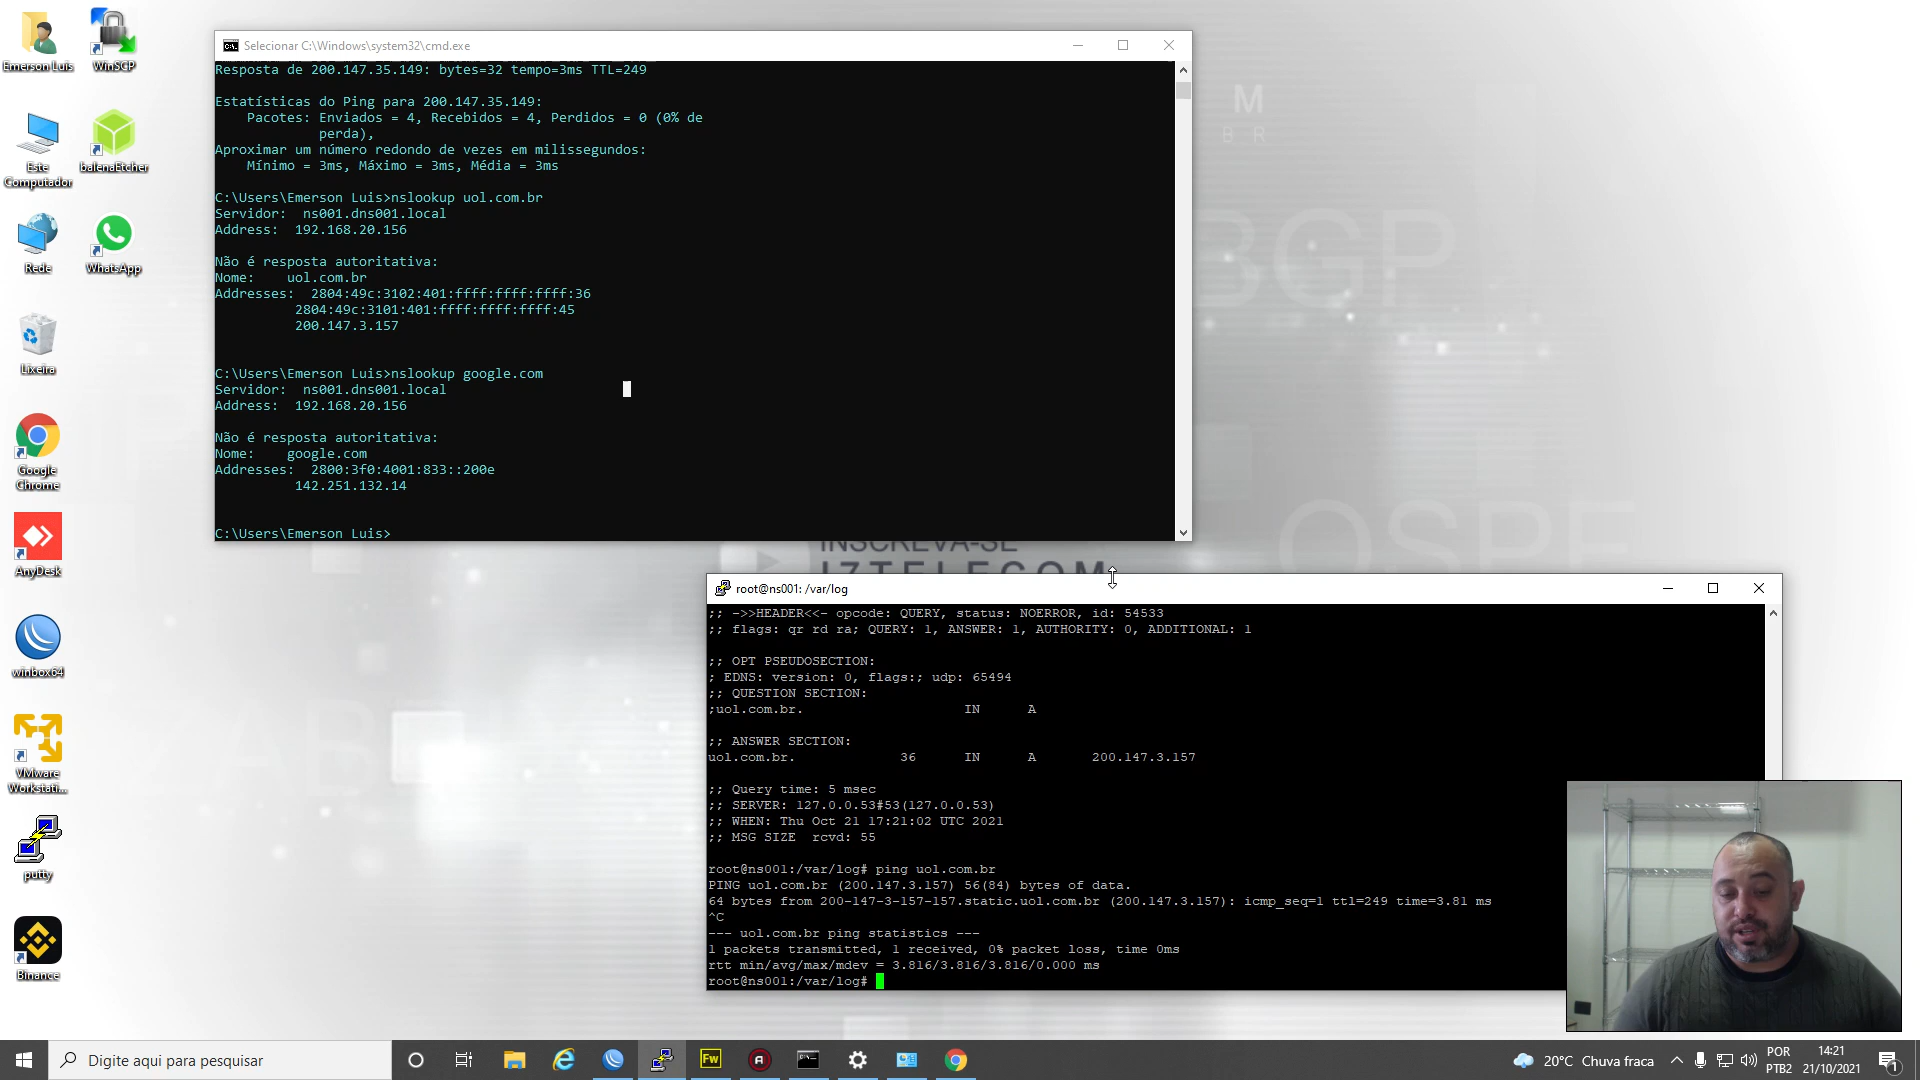 Emerson Luis
WinSCP
Este
Computador
balenaEtcher
Rede
WhatsApp
Lixeira
Google
Chrome
AnyDesk
winbox64
VMware
Workstati...
putty
Binance
Selecionar C:\Windows\system32\cmd.exe
Resposta de 200.147.35.149: bytes=32 tempo=3ms TTL=249
Estatísticas do Ping para 200.147.35.149:
Pacotes: Enviados = 4, Recebidos = 4, Perdidos = 0 (0% de
perda),
Aproximar um número redondo de vezes em milissegundos:
Mínimo = 3ms, Máximo = 3ms, Média = 3ms
C:\Users\Emerson Luis>nslookup uol.com.br
Servidor:  ns001.dns001.local
Address:  192.168.20.156
Não é resposta autoritativa:
Nome:    uol.com.br
Addresses:  2804:49c:3102:401:ffff:ffff:ffff:36
2804:49c:3101:401:ffff:ffff:ffff:45
200.147.3.157
C:\Users\Emerson Luis>nslookup google.com
Servidor:  ns001.dns001.local
Address:  192.168.20.156
Não é resposta autoritativa:
Nome:    google.com
Addresses:  2800:3f0:4001:833::200e
142.251.132.14
C:\Users\Emerson Luis>
M
BR
BGP
OSPF
INSCREVA-SE
IZTELECOM
root@ns001: /var/log
;; ->>HEADER<<- opcode: QUERY, status: NOERROR, id: 54533
;; flags: qr rd ra; QUERY: 1, ANSWER: 1, AUTHORITY: 0, ADDITIONAL: 1
;; OPT PSEUDOSECTION:
; EDNS: version: 0, flags:; udp: 65494
;; QUESTION SECTION:
;uol.com.br.                    IN      A
;; ANSWER SECTION:
uol.com.br.             36      IN      A       200.147.3.157
;; Query time: 5 msec
;; SERVER: 127.0.0.53#53(127.0.0.53)
;; WHEN: Thu Oct 21 17:21:02 UTC 2021
;; MSG SIZE  rcvd: 55
root@ns001:/var/log# ping uol.com.br
PING uol.com.br (200.147.3.157) 56(84) bytes of data.
64 bytes from 200-147-3-157-157.static.uol.com.br (200.147.3.157): icmp_seq=1 ttl=249 time=3.81 ms
^C
--- uol.com.br ping statistics ---
1 packets transmitted, 1 received, 0% packet loss, time 0ms
rtt min/avg/max/mdev = 3.816/3.816/3.816/0.000 ms
root@ns001:/var/log#
Digite aqui para pesquisar
Fw
20°C  Chuva fraca
POR
PTB2
14:21
21/10/2021
1